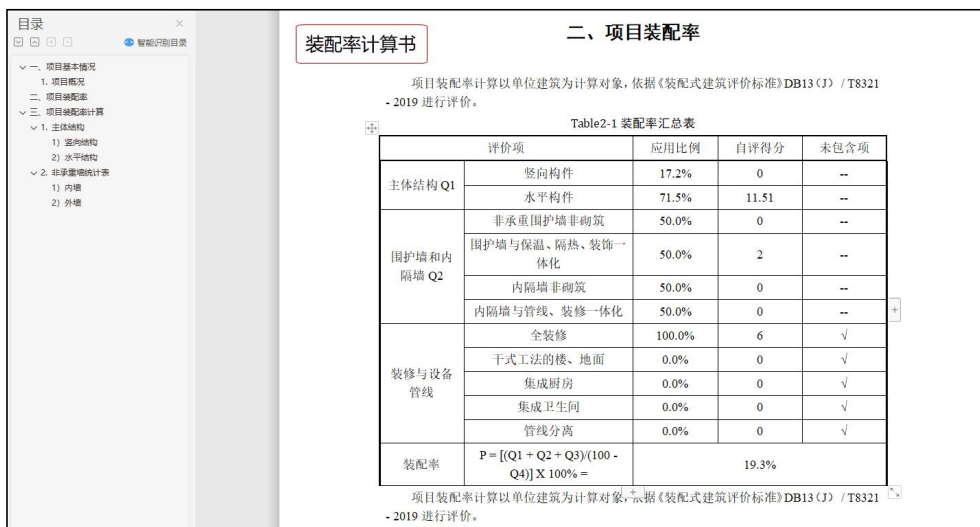 目录
智能识别目录
一、项目基本情况
1. 项目概况
二、项目装配率
三、项目装配率计算
1. 主体结构
1) 竖向结构
2) 水平结构
2. 非承重墙统计表
1) 内墙
2) 外墙
装配率计算书
二、项目装配率
项目装配率计算以单位建筑为计算对象,依据《装配式建筑评价标准》DB13(J) / T8321
- 2019 进行评价。
Table2-1 装配率汇总表
评价项 应用比例 自评得分 未包含项
主体结构 Q1 竖向构件 17.2% 0 --
水平构件 71.5% 11.51 --
围护墙和内
隔墙 Q2
非承重围护墙非砌筑 50.0% 0 --
围护墙与保温、隔热、装饰一
体化 50.0% 2 --
内隔墙非砌筑 50.0% 0 --
内隔墙与管线、装修一体化 50.0% 0 --
装修与设备
管线
全装修 100.0% 6 √
干式工法的楼、地面 0.0% 0 √
集成厨房 0.0% 0 √
集成卫生间 0.0% 0 √
管线分离 0.0% 0 √
装配率 P = [(Q1 + Q2 + Q3)/(100 -
Q4)] X 100% = 19.3%
项目装配率计算以单位建筑为计算对象,依据《装配式建筑评价标准》DB13(J) / T8321
- 2019 进行评价。